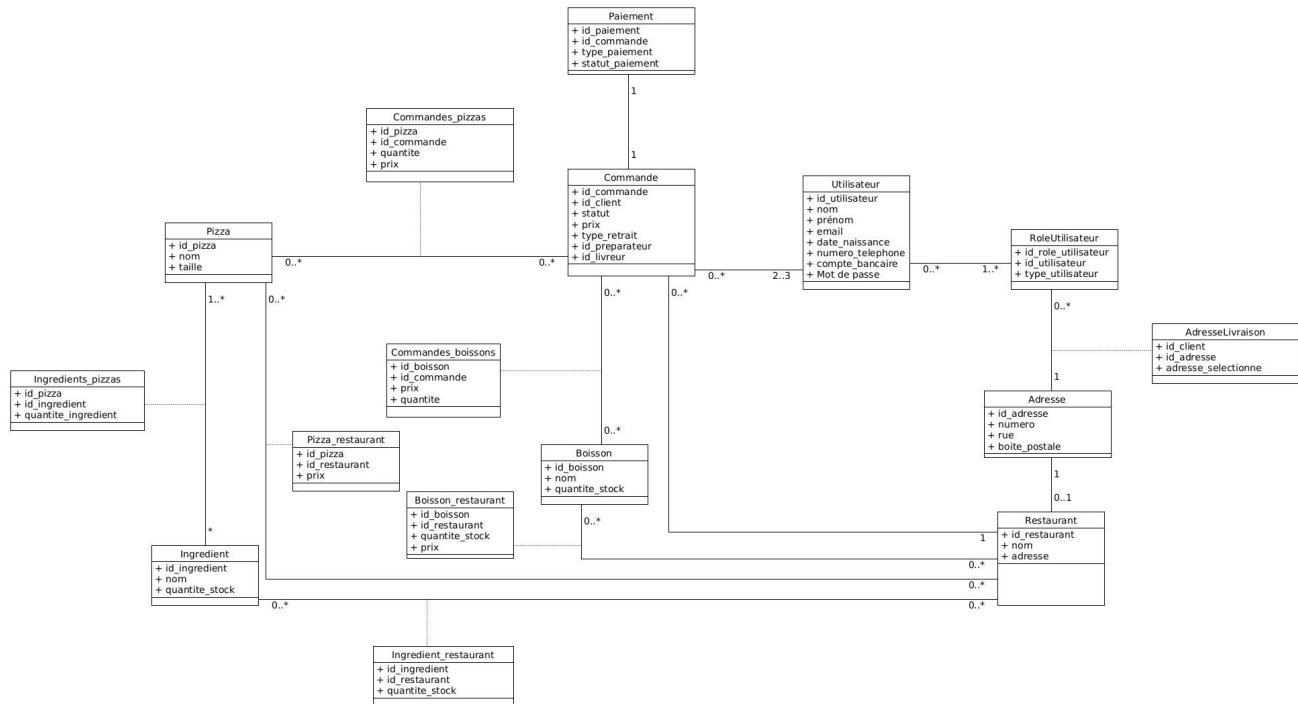 Paiement
+ id_paiement
+ id_commande
+ type_paiement
+ statut_paiement
1
1
Commandes_pizzas
+ id_pizza
+ id_commande
+ quantite
+ prix
Commande
+ id_commande
+ id_client
+ statut
+ prix
+ type_retrait
+ id_preparateur
+ id_livreur
Utilisateur
+ id_utilisateur
+ nom
+ prénom
+ email
+ date_naissance
+ numero_telephone
+ compte_bancaire
+ Mot de passe
Pizza
+ id_pizza
+ nom
+ taille
RoleUtilisateur
+ id_role_utilisateur
+ id_utilisateur
+ type_utilisateur
0..*
0..*
0..*
2..3
0..*
1..*
1..*
0..*
0..*
0..*
0..*
AdresseLivraison
+ id_client
+ id_adresse
+ adresse_selectionne
Commandes_boissons
+ id_boisson
+ id_commande
+ prix
+ quantite
Ingredients_pizzas
+ id_pizza
+ id_ingredient
+ quantite_ingredient
1
Adresse
+ id_adresse
+ numero
+ rue
+ boite_postale
Pizza_restaurant
+ id_pizza
+ id_restaurant
+ prix
0..*
Boisson
+ id_boisson
+ nom
+ quantite_stock
1
0..1
Boisson_restaurant
+ id_boisson
+ id_restaurant
+ quantite_stock
+ prix
0..*
Restaurant
+ id_restaurant
+ nom
+ adresse
*
1
Ingredient
+ id_ingredient
+ nom
+ quantite_stock
0..*
0..*
0..*
0..*
Ingredient_restaurant
+ id_ingredient
+ id_restaurant
+ quantite_stock